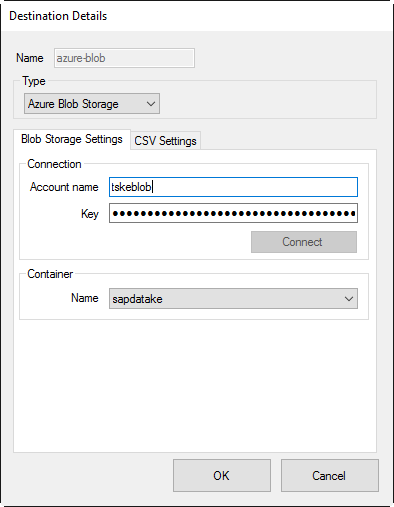 Destination Details
Name azure-blob
Type
Azure Blob Storage
Blob Storage Settings CSV Settings
Connection
Account name tskeblob
Key ●●●●●●●●●●●●●●●●●●●●●●●●●●●●●●●●●●●
Connect
Container
Name sapdatake
OK Cancel